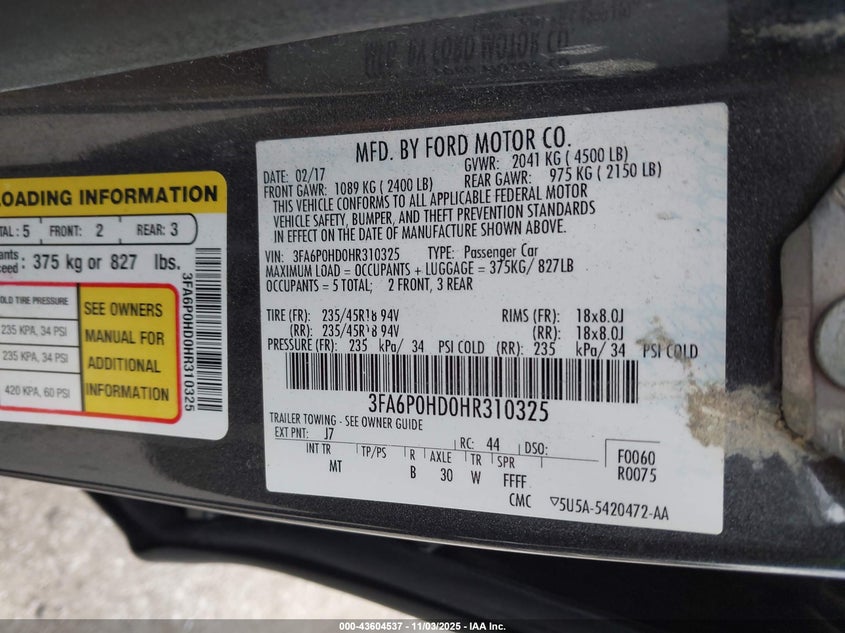 MFD. BY FORD MOTOR CO.
DATE: 02/17
GVWR: 2041 KG ( 4500 LB)
FRONT GAWR: 1089 KG ( 2400 LB)
REAR GAWR: 975 KG ( 2150 LB)
THIS VEHICLE CONFORMS TO ALL APPLICABLE FEDERAL MOTOR
VEHICLE SAFETY, BUMPER, AND THEFT PREVENTION STANDARDS
IN EFFECT ON THE DATE OF MANUFACTURE SHOWN ABOVE.
VIN: 3FA6P0HD0HR310325 TYPE: Passenger Car
MAXIMUM LOAD = OCCUPANTS + LUGGAGE = 375KG/ 827LB
OCCUPANTS = 5 TOTAL; 2 FRONT, 3 REAR
TIRE (FR): 235/45R18 94V RIMS (FR): 18x8.0J
(RR): 235/45R18 94V (RR): 18x8.0J
PRESSURE (FR): 235 kPa/ 34 PSI COLD (RR): 235 kPa/ 34 PSI COLD
3FA6P0HD0HR310325
TRAILER TOWING - SEE OWNER GUIDE
EXT PNT: J7 RC: 44 DSO:
F0060
R0075
INT TR TP/PS R AXLE TR SPR
MT B 30 W FFFF
CMC 5U5A-5420472-AA
OADING INFORMATION
TAL : 5 FRONT: 2 REAR: 3
ants
ceed : 375 kg or 827 lbs.
OLD TIRE PRESSURE
235 KPA, 34 PSI
235 KPA, 34 PSI
420 KPA, 60 PSI
SEE OWNERS
MANUAL FOR
ADDITIONAL
INFORMATION
3FA6P0HD0HR310325
000-43604537 - 11/03/2025 - IAA Inc.